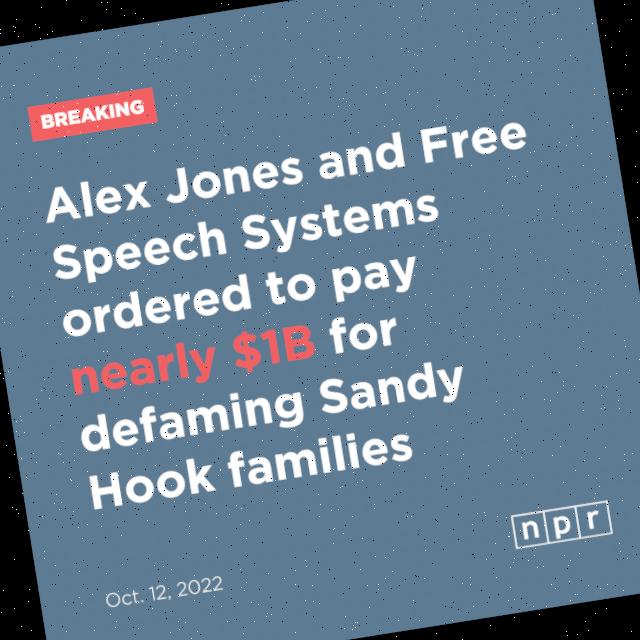 BREAKING
Alex Jones and Free
Speech Systems
ordered to pay
nearly $1B for
defaming Sandy
Hook families
npr
Oct. 12, 2022